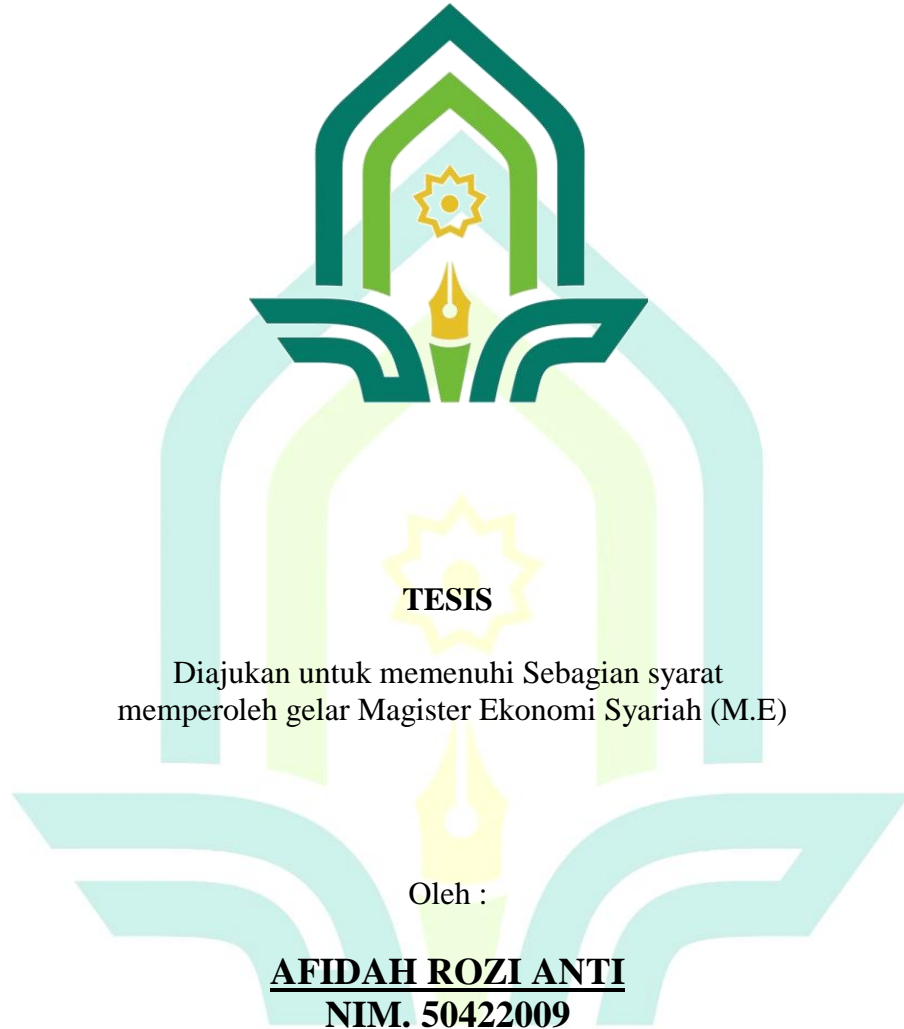 TESIS
Diajukan untuk memenuhi Sebagian syarat
memperoleh gelar Magister Ekonomi Syariah (M.E)
Oleh :
AFIDAH ROZI ANTI
NIM. 50422009